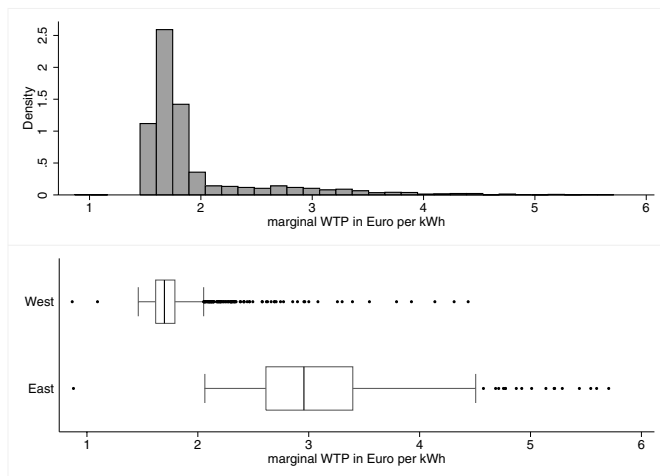 Density
0 .5 1 1.5 2 2.5
1 2 3 4 5 6
marginal WTP in Euro per kWh
West
East
1 2 3 4 5 6
marginal WTP in Euro per kWh